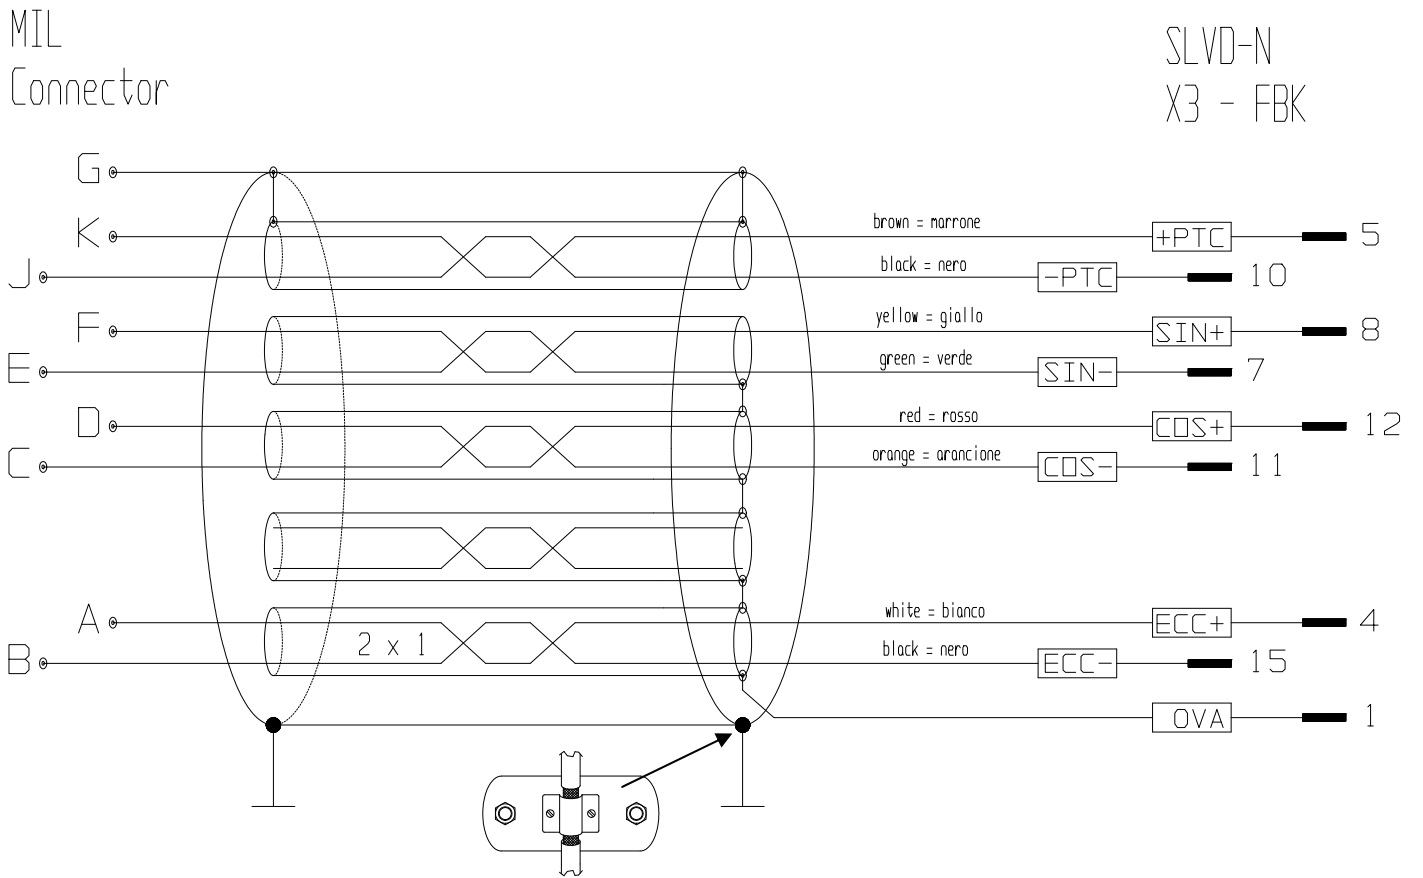 MIL
Connector
SLVD-N
X3 - FBK
G
K brown = marrone +PTC 5
J black = nero -PTC 10
F yellow = giallo SIN+ 8
E green = verde SIN- 7
D red = rosso COS+ 12
C orange = arancione COS- 11
A white = bianco ECC+ 4
2 x 1
B black = nero ECC- 15
0VA 1